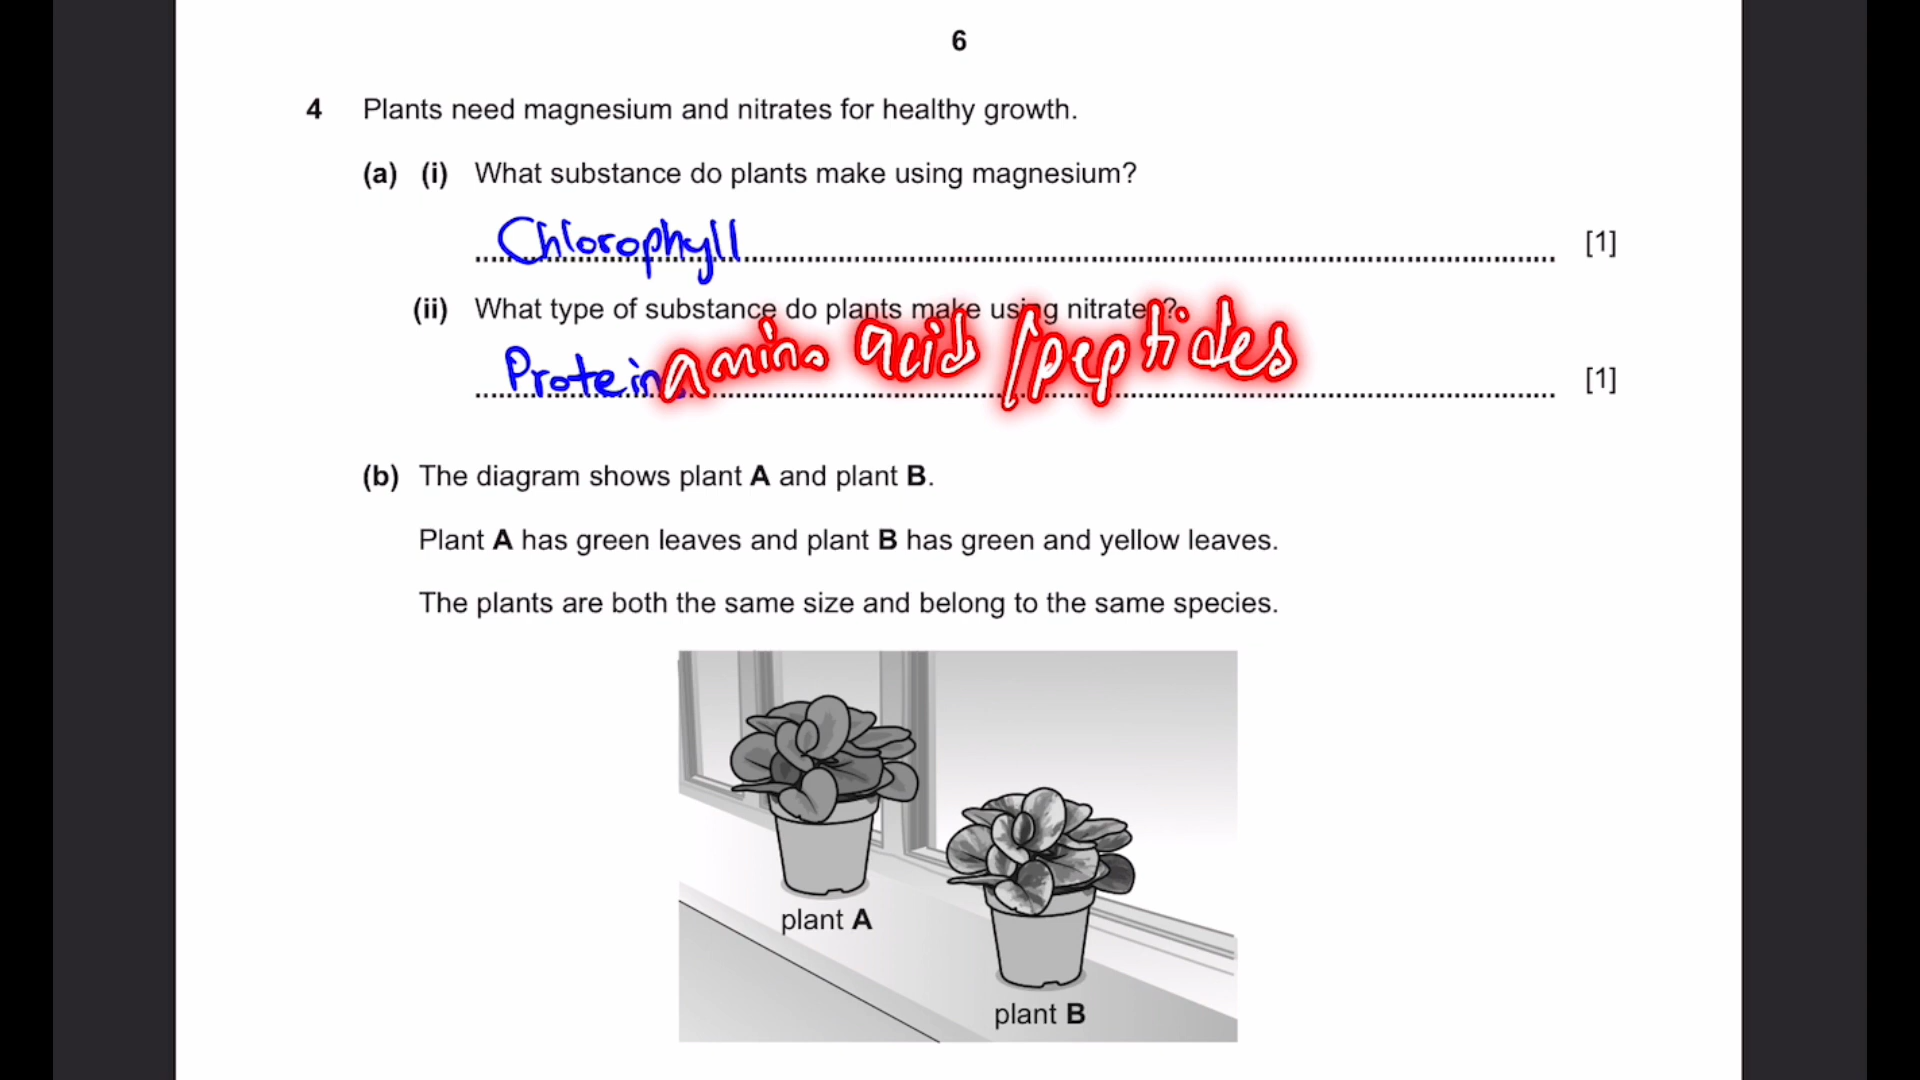 6
4 Plants need magnesium and nitrates for healthy growth.
(a) (i) What substance do plants make using magnesium?
Chlorophyll [1]
(ii) What type of substance do plants make using nitrates?
Protein amino acids / peptides [1]
(b) The diagram shows plant A and plant B.
Plant A has green leaves and plant B has green and yellow leaves.
The plants are both the same size and belong to the same species.
plant A
plant B